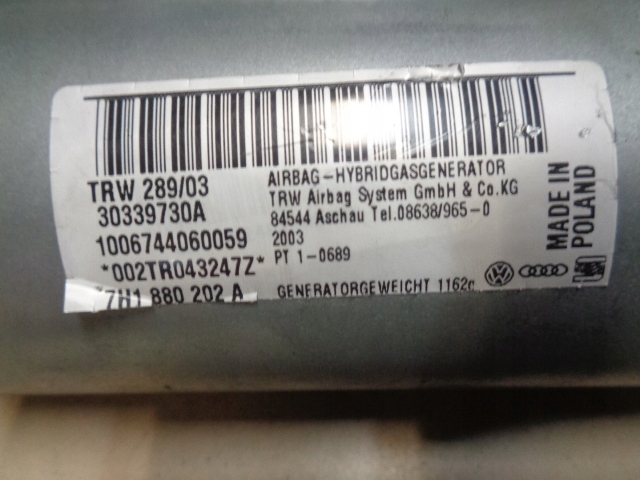 TRW 289/03
30339730A
1006744060059
*002TR043247Z*
7H1 880 202 A
AIRBAG-HYBRIDGASGENERATOR
TRW Airbag System GmbH & Co.KG
84544 Aschau Tel.08638/965-0
2003
PT 1-0689
GENERATORGEWEICHT 1162g
MADE IN
POLAND